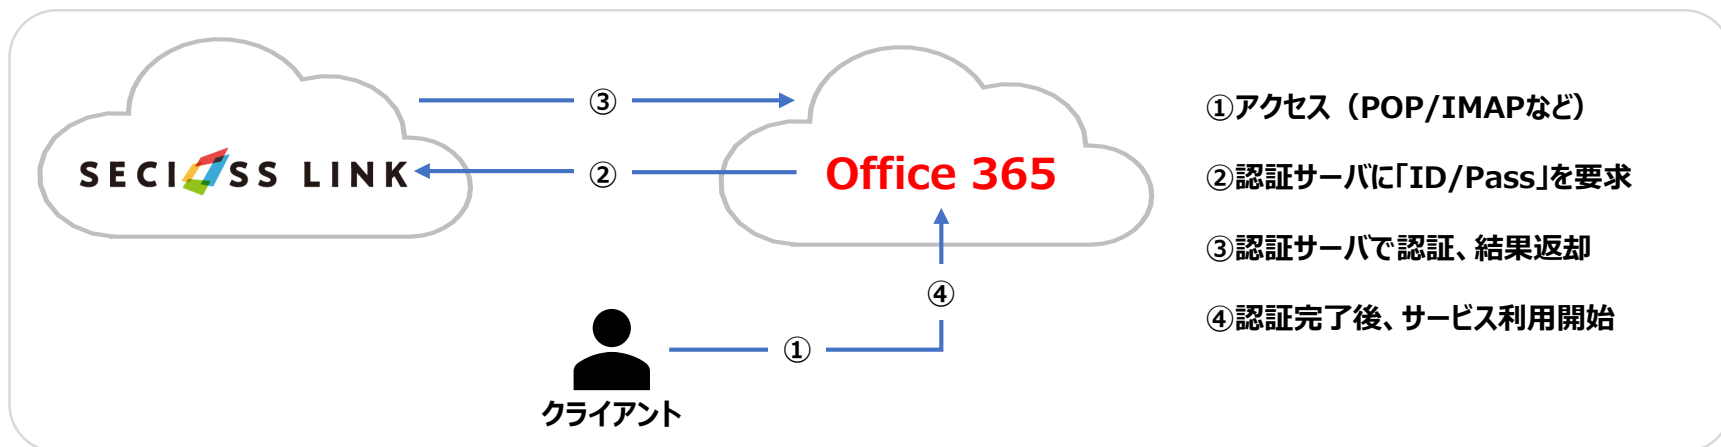 ③
①アクセス（POP/IMAPなど）
SECIOSS LINK
②
Office 365
②認証サーバに「ID/Pass」を要求
③認証サーバで認証、結果返却
④
④認証完了後、サービス利用開始
①
クライアント